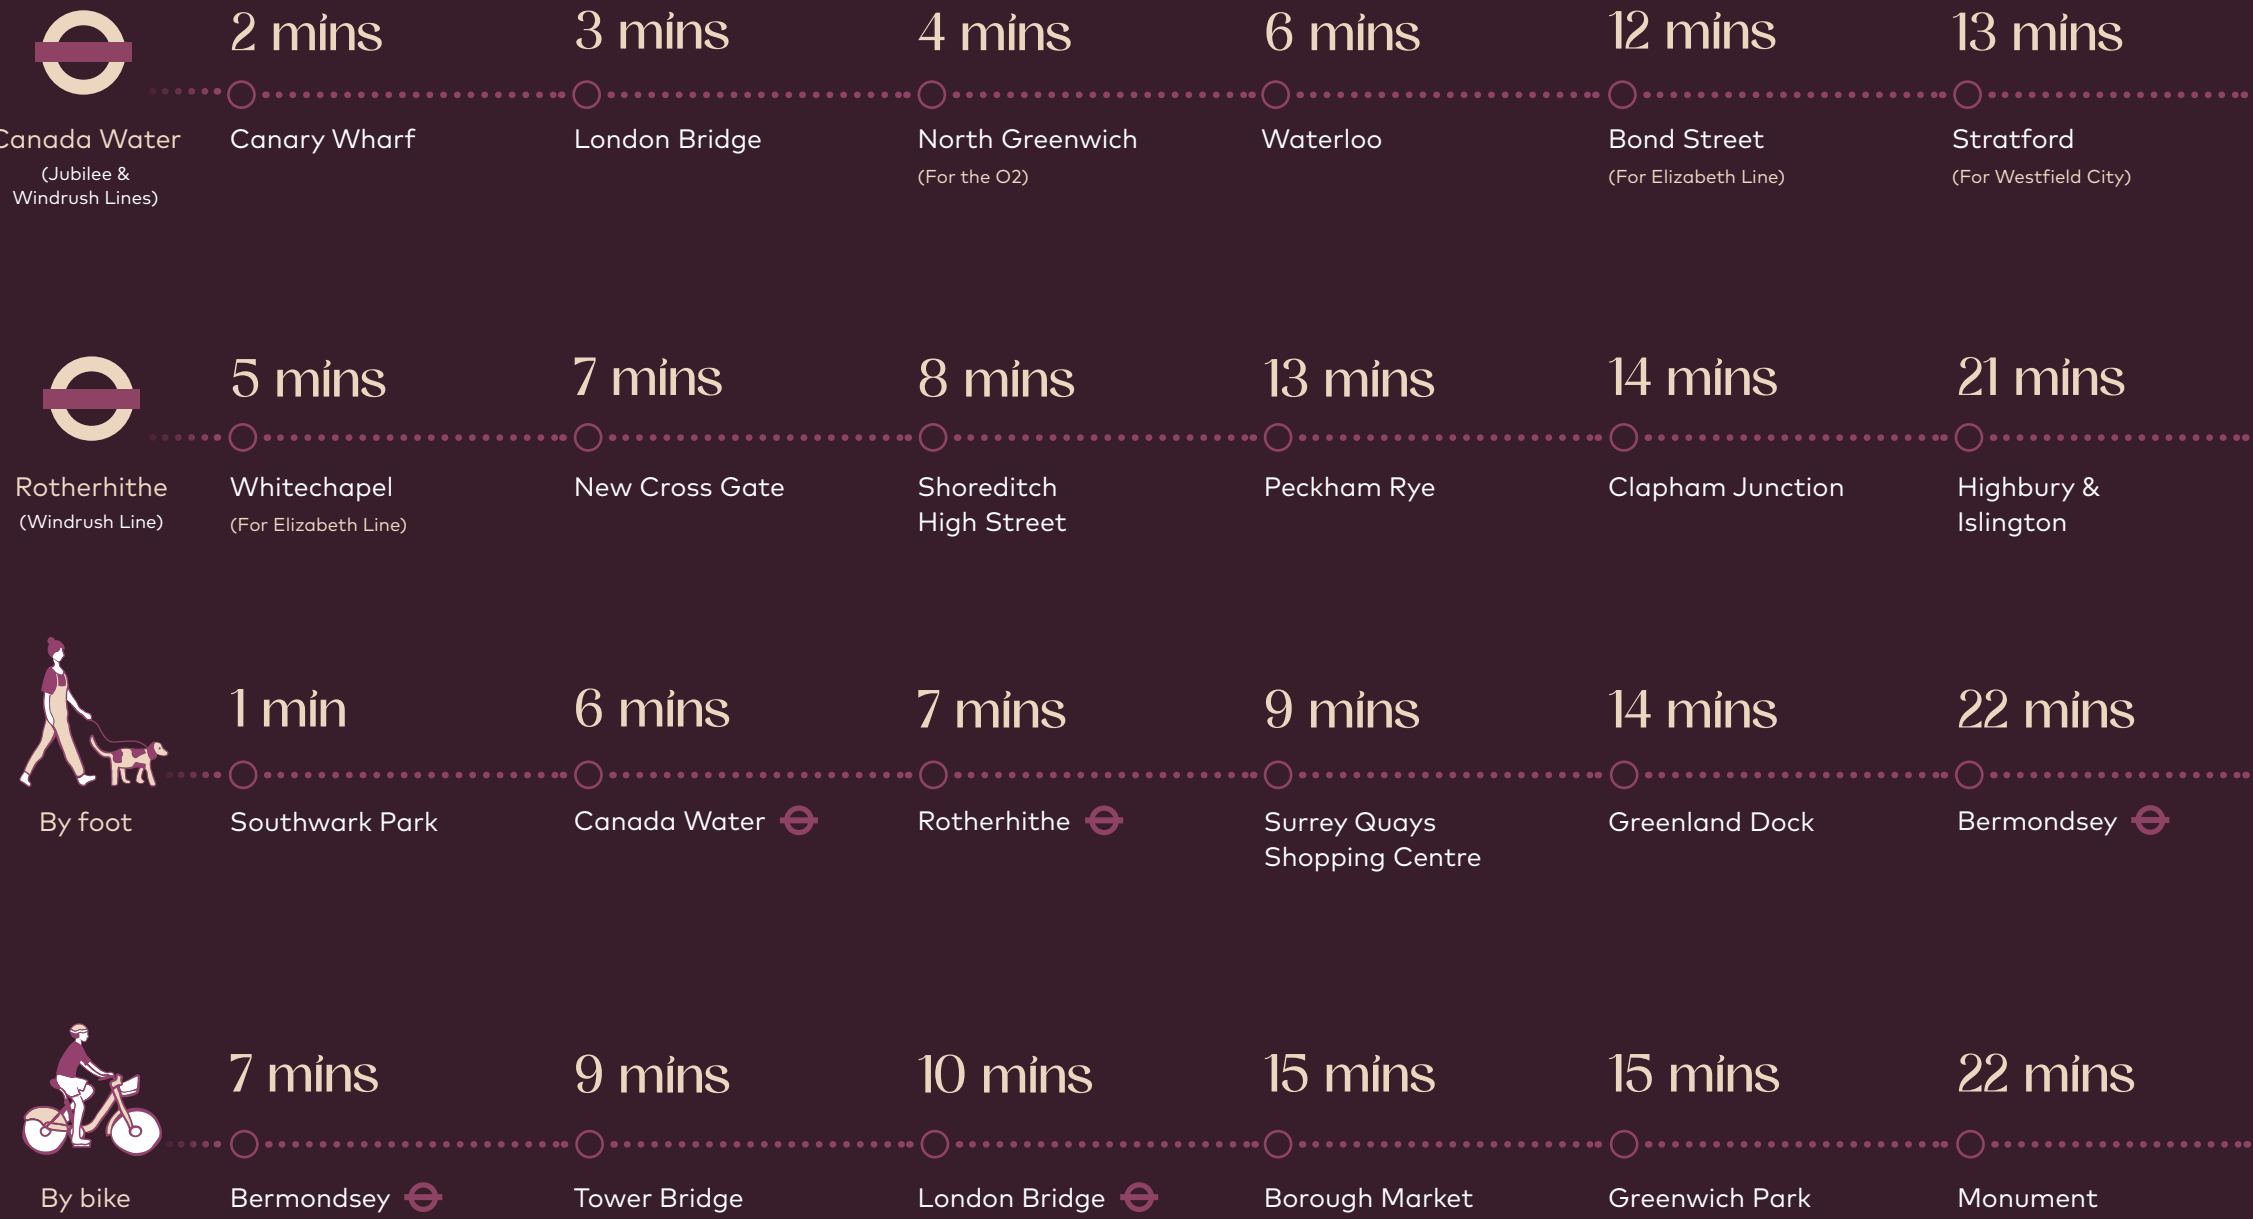 2 mins
3 mins
4 mins
6 mins
12 mins
13 mins
Canada Water
(Jubilee &
Windrush Lines)
Canary Wharf
London Bridge
North Greenwich
(For the O2)
Waterloo
Bond Street
(For Elizabeth Line)
Stratford
(For Westfield City)
5 mins
7 mins
8 mins
13 mins
14 mins
21 mins
Rotherhithe
(Windrush Line)
Whitechapel
(For Elizabeth Line)
New Cross Gate
Shoreditch
High Street
Peckham Rye
Clapham Junction
Highbury &
Islington
1 min
6 mins
7 mins
9 mins
14 mins
22 mins
By foot
Southwark Park
Canada Water
Rotherhithe
Surrey Quays
Shopping Centre
Greenland Dock
Bermondsey
7 mins
9 mins
10 mins
15 mins
15 mins
22 mins
By bike
Bermondsey
Tower Bridge
London Bridge
Borough Market
Greenwich Park
Monument